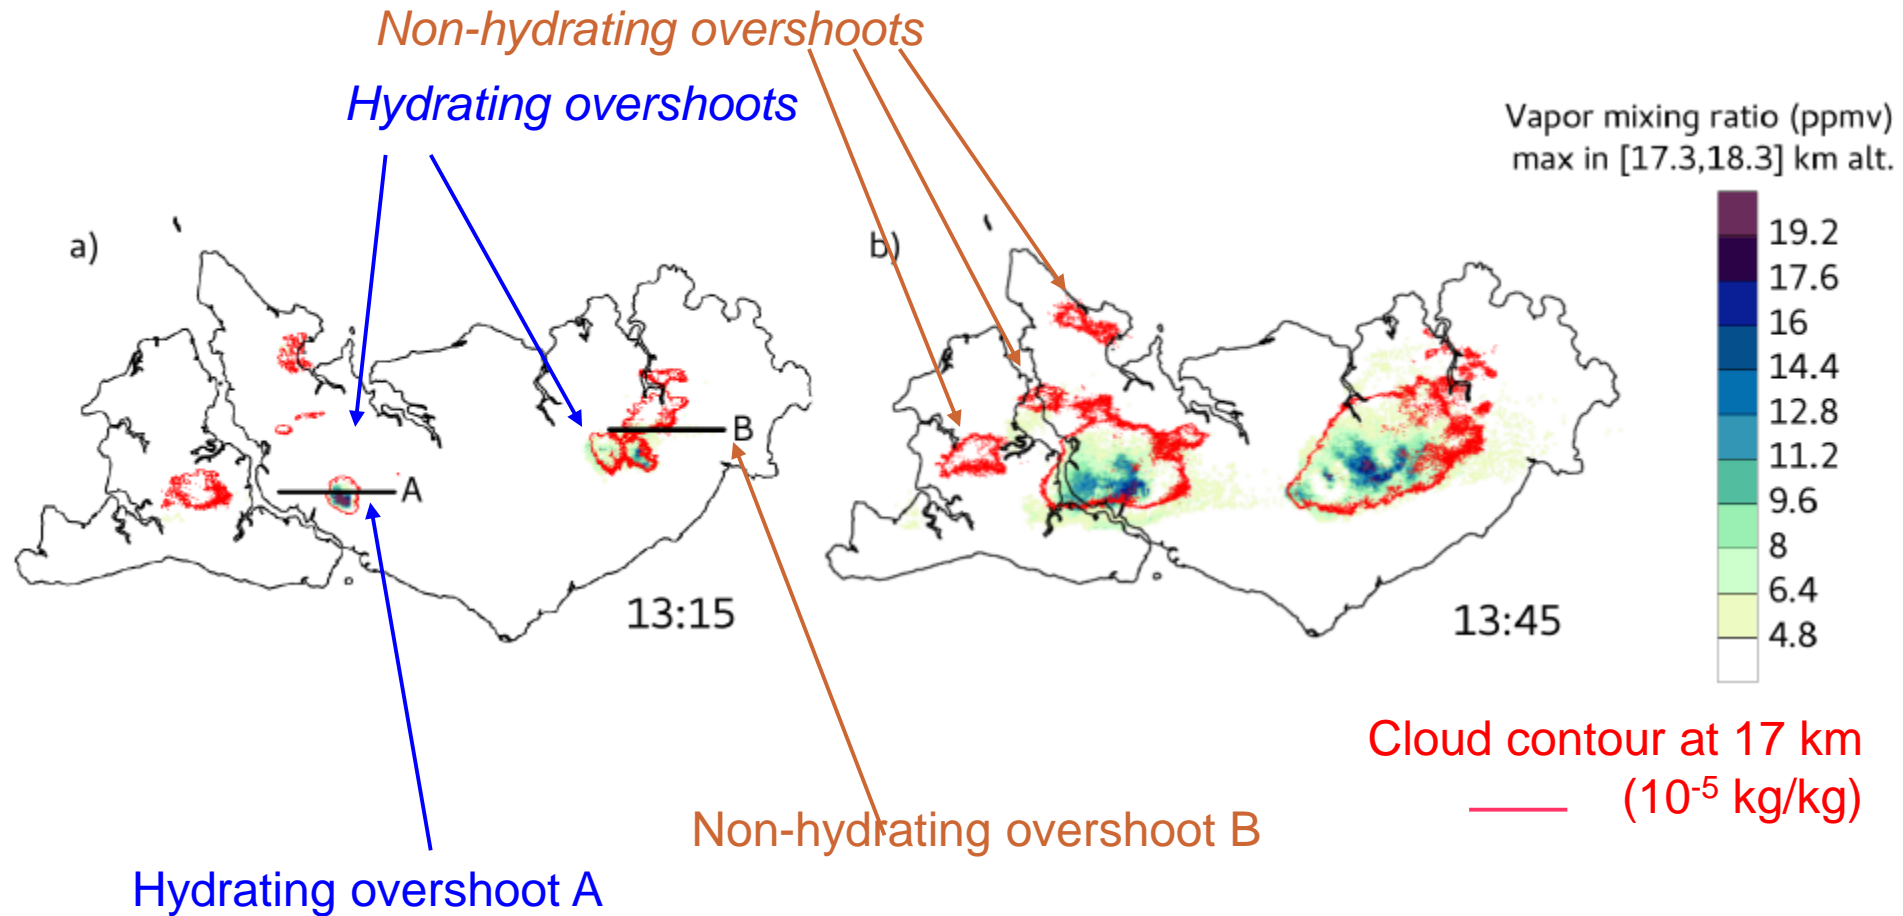 Non-hydrating overshoots
Hydrating overshoots
Vapor mixing ratio (ppmv)
max in [17.3,18.3] km alt.
a)
b)
19.2
17.6
16
14.4
12.8
11.2
9.6
8
6.4
4.8
B
A
13:15
13:45
Cloud contour at 17 km
(10⁻⁵ kg/kg)
Non-hydrating overshoot B
Hydrating overshoot A